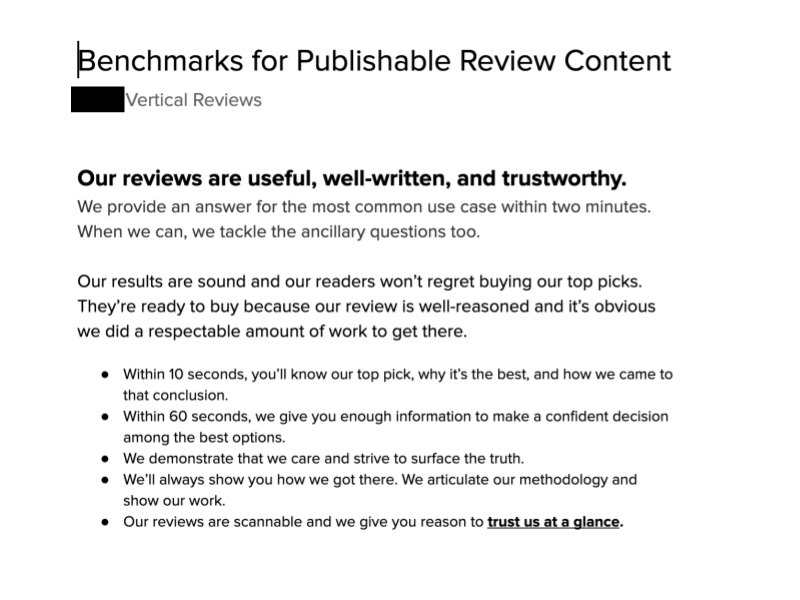 Benchmarks for Publishable Review Content
Vertical Reviews
Our reviews are useful, well-written, and trustworthy.
We provide an answer for the most common use case within two minutes.
When we can, we tackle the ancillary questions too.
Our results are sound and our readers won’t regret buying our top picks.
They’re ready to buy because our review is well-reasoned and it’s obvious
we did a respectable amount of work to get there.
● Within 10 seconds, you’ll know our top pick, why it’s the best, and how we came to
that conclusion.
● Within 60 seconds, we give you enough information to make a confident decision
among the best options.
● We demonstrate that we care and strive to surface the truth.
● We’ll always show you how we got there. We articulate our methodology and
show our work.
● Our reviews are scannable and we give you reason to trust us at a glance.